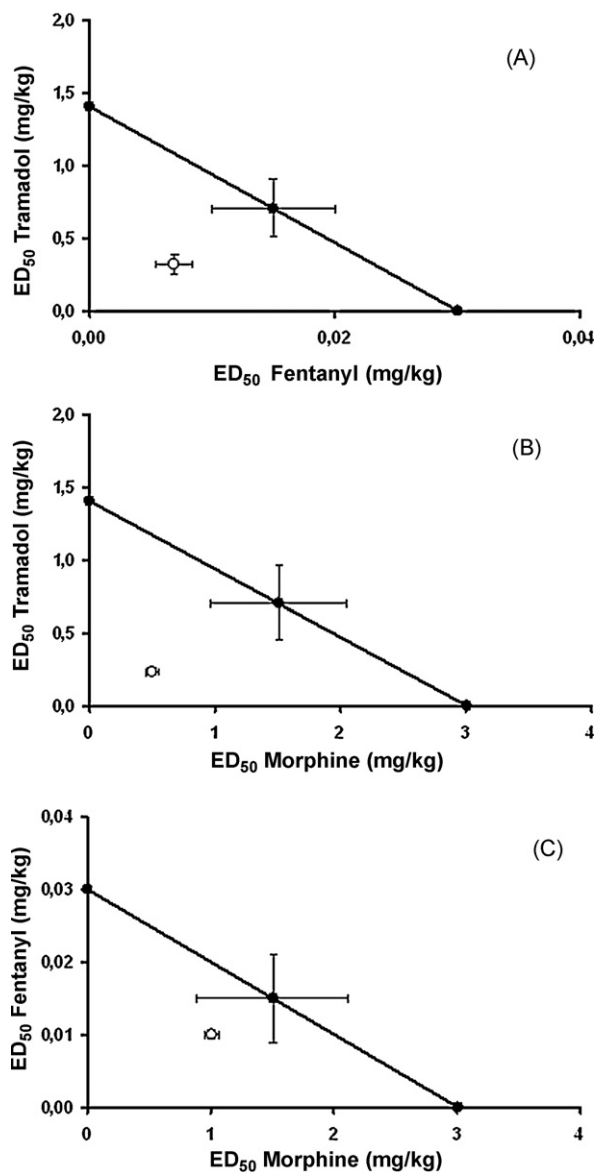 (A)
ED50 Tramadol (mg/kg)
2,0
1,5
1,0
0,5
0,0
0,00 0,02 0,04
ED50 Fentanyl (mg/kg)
(B)
ED50 Tramadol (mg/kg)
2,0
1,5
1,0
0,5
0,0
0 1 2 3 4
ED50 Morphine (mg/kg)
(C)
ED50 Fentanyl (mg/kg)
0,04
0,03
0,02
0,01
0,00
0 1 2 3 4
ED50 Morphine (mg/kg)